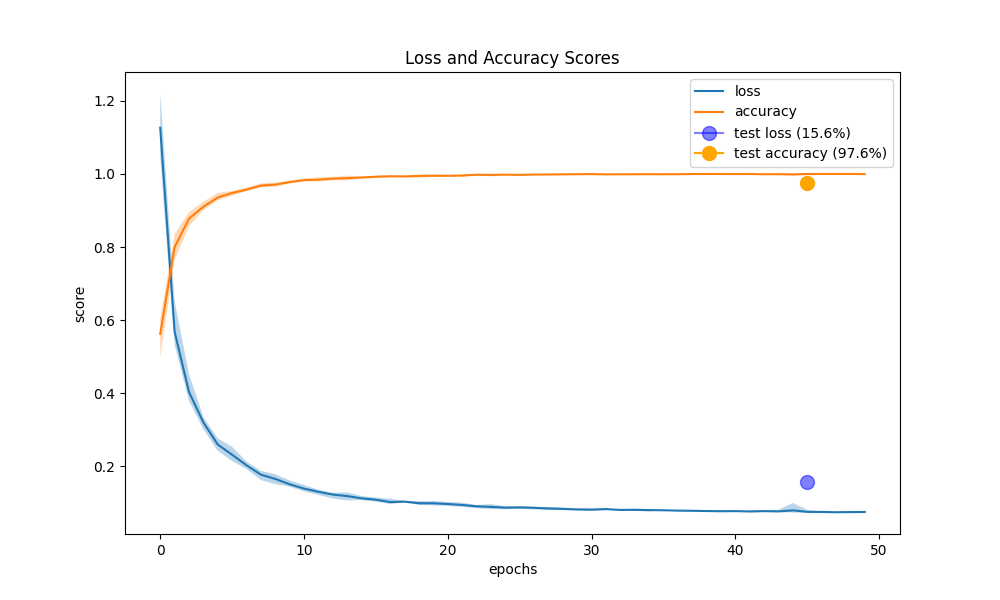 Loss and Accuracy Scores
loss
accuracy
test loss (15.6%)
test accuracy (97.6%)
1.2
1.0
0.8
0.6
0.4
0.2
score
0 10 20 30 40 50
epochs